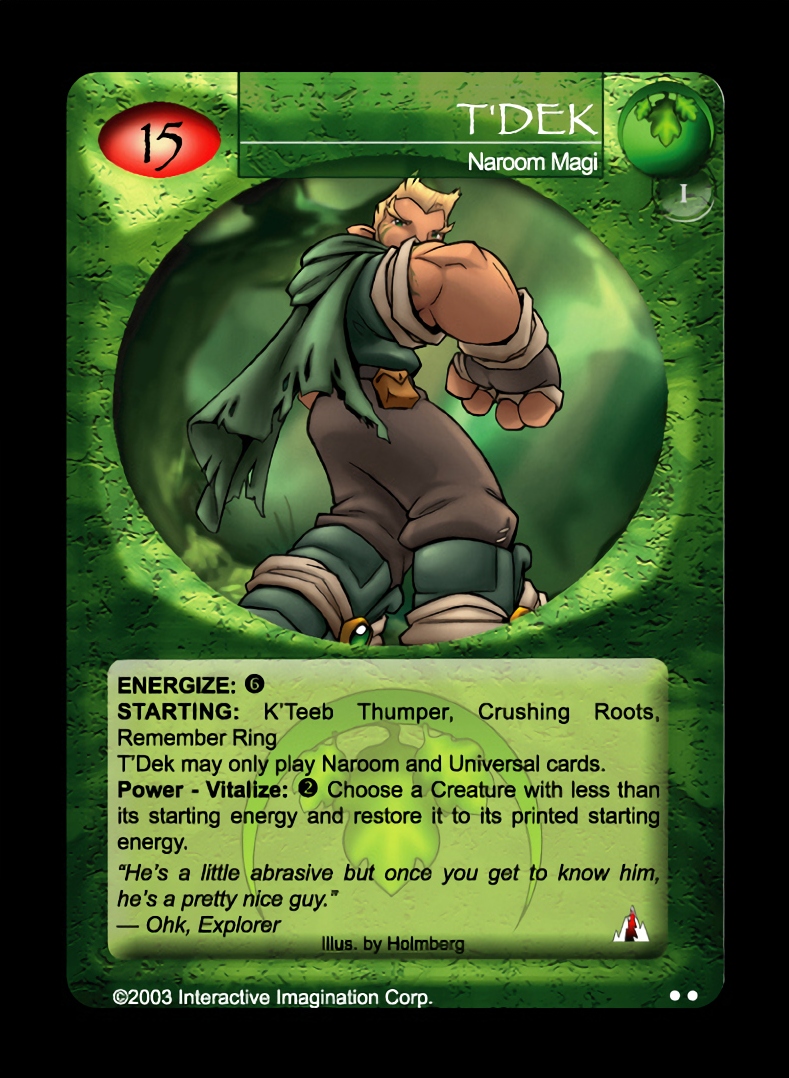 15
T'DEK
Naroom Magi
I
ENERGIZE: ❻
STARTING: K'Teeb Thumper, Crushing Roots,
Remember Ring
T'Dek may only play Naroom and Universal cards.
Power - Vitalize: ❷ Choose a Creature with less than
its starting energy and restore it to its printed starting
energy.
“He's a little abrasive but once you get to know him,
he's a pretty nice guy.”
— Ohk, Explorer
Illus. by Holmberg
©2003 Interactive Imagination Corp.